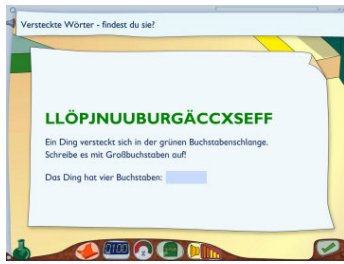 Versteckte Wörter - findest du sie?
LLÖPJNUUBURGÄCCXSEFF
Ein Ding versteckt sich in der grünen Buchstabenschlange.
Schreibe es mit Großbuchstaben auf!
Das Ding hat vier Buchstaben: